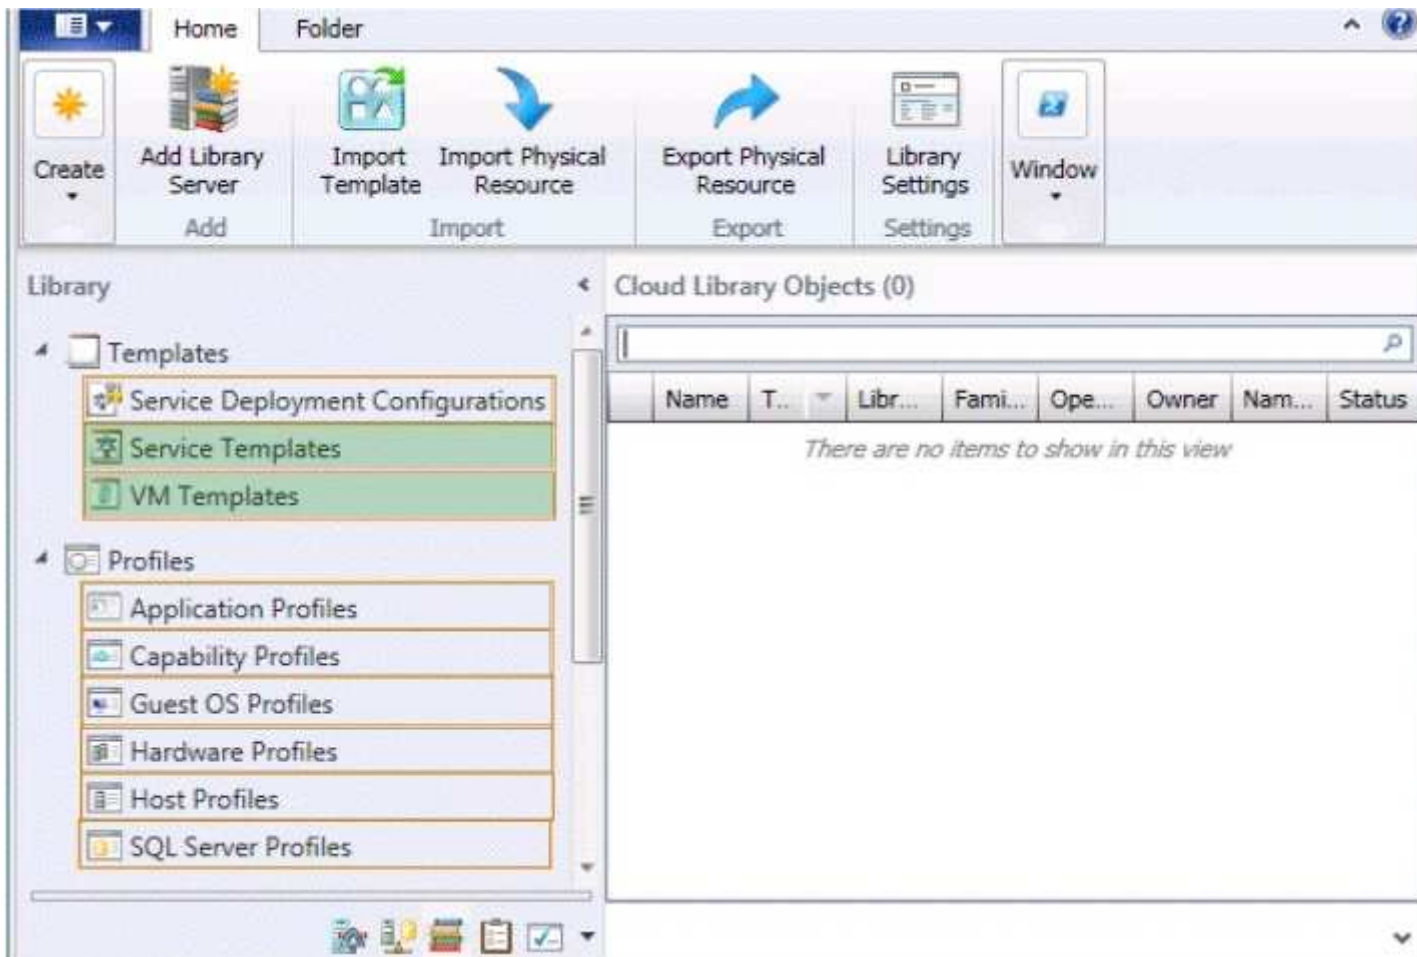 Home Folder
Create
Add Library Server
Import Template
Import Physical Resource
Export Physical Resource
Library Settings
Window
Add
Import
Export
Settings
Library
Cloud Library Objects (0)
Templates
Service Deployment Configurations
Service Templates
VM Templates
Profiles
Application Profiles
Capability Profiles
Guest OS Profiles
Hardware Profiles
Host Profiles
SQL Server Profiles
Name T... Libr... Fami... Ope... Owner Nam... Status
There are no items to show in this view